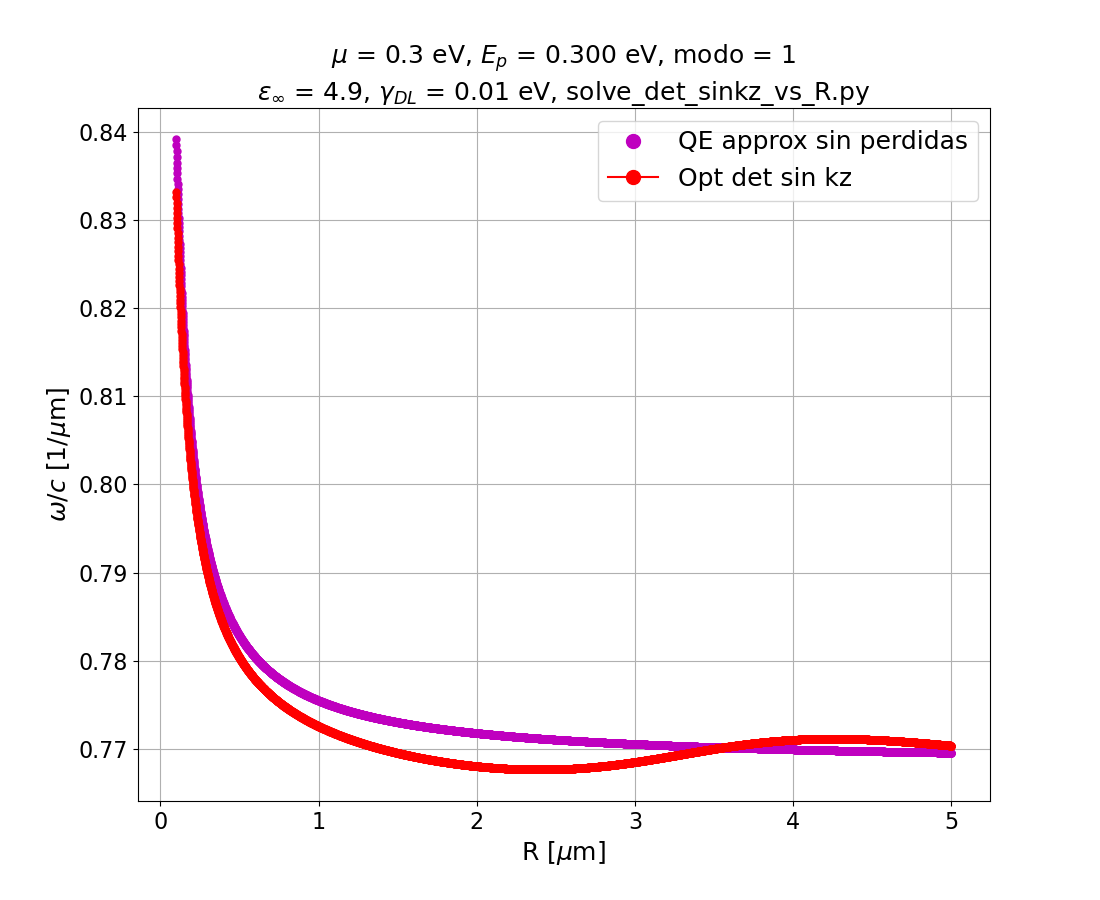 μ = 0.3 eV, E_p = 0.300 eV, modo = 1
ε_∞ = 4.9, γ_DL = 0.01 eV, solve_det_sinkz_vs_R.py
QE approx sin perdidas
Opt det sin kz
0.84
0.83
0.82
0.81
0.80
0.79
0.78
0.77
ω/c [1/μm]
0 1 2 3 4 5
R [μm]